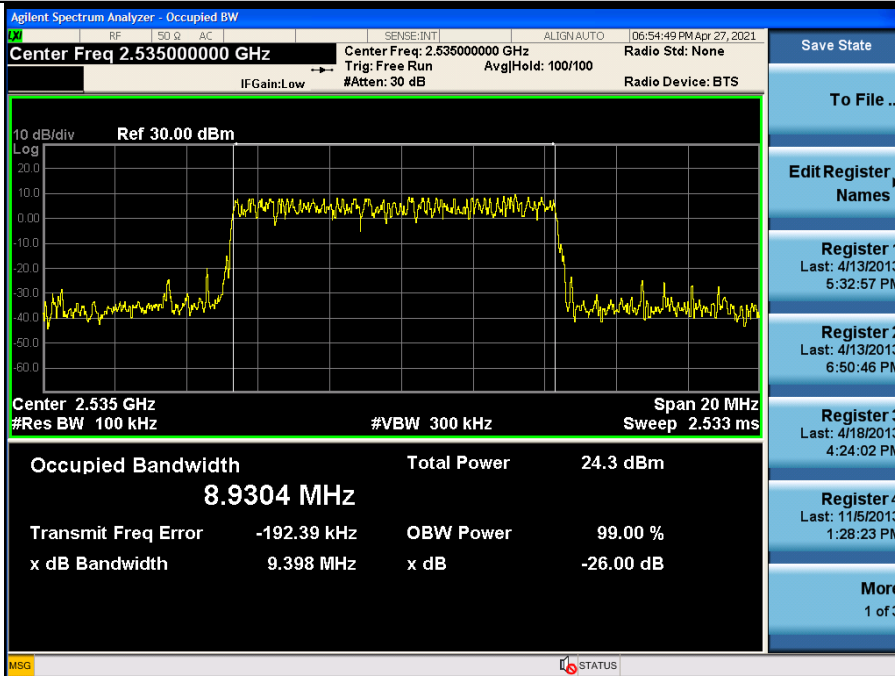 Agilent Spectrum Analyzer - Occupied BW
LXI RF 50 Ω AC SENSE:INT ALIGN AUTO 06:54:49 PM Apr 27, 2021
Center Freq 2.535000000 GHz
Center Freq: 2.535000000 GHz
Radio Std: None
Trig: Free Run Avg|Hold: 100/100
IFGain:Low
#Atten: 30 dB
Radio Device: BTS
10 dB/div Ref 30.00 dBm
Log
20.0
10.0
0.00
-10.0
-20.0
-30.0
-40.0
-50.0
-60.0
Center 2.535 GHz
Span 20 MHz
#Res BW 100 kHz
#VBW 300 kHz
Sweep 2.533 ms
Occupied Bandwidth
8.9304 MHz
Total Power 24.3 dBm
Transmit Freq Error -192.39 kHz
OBW Power 99.00 %
x dB Bandwidth 9.398 MHz
x dB -26.00 dB
MSG
STATUS
Save State
To File ..
Edit Register
Names
Register 1
Last: 4/13/2013
5:32:57 PM
Register 2
Last: 4/13/2013
6:50:46 PM
Register 3
Last: 4/18/2013
4:24:02 PM
Register 4
Last: 11/5/2013
1:28:23 PM
More
1 of 3